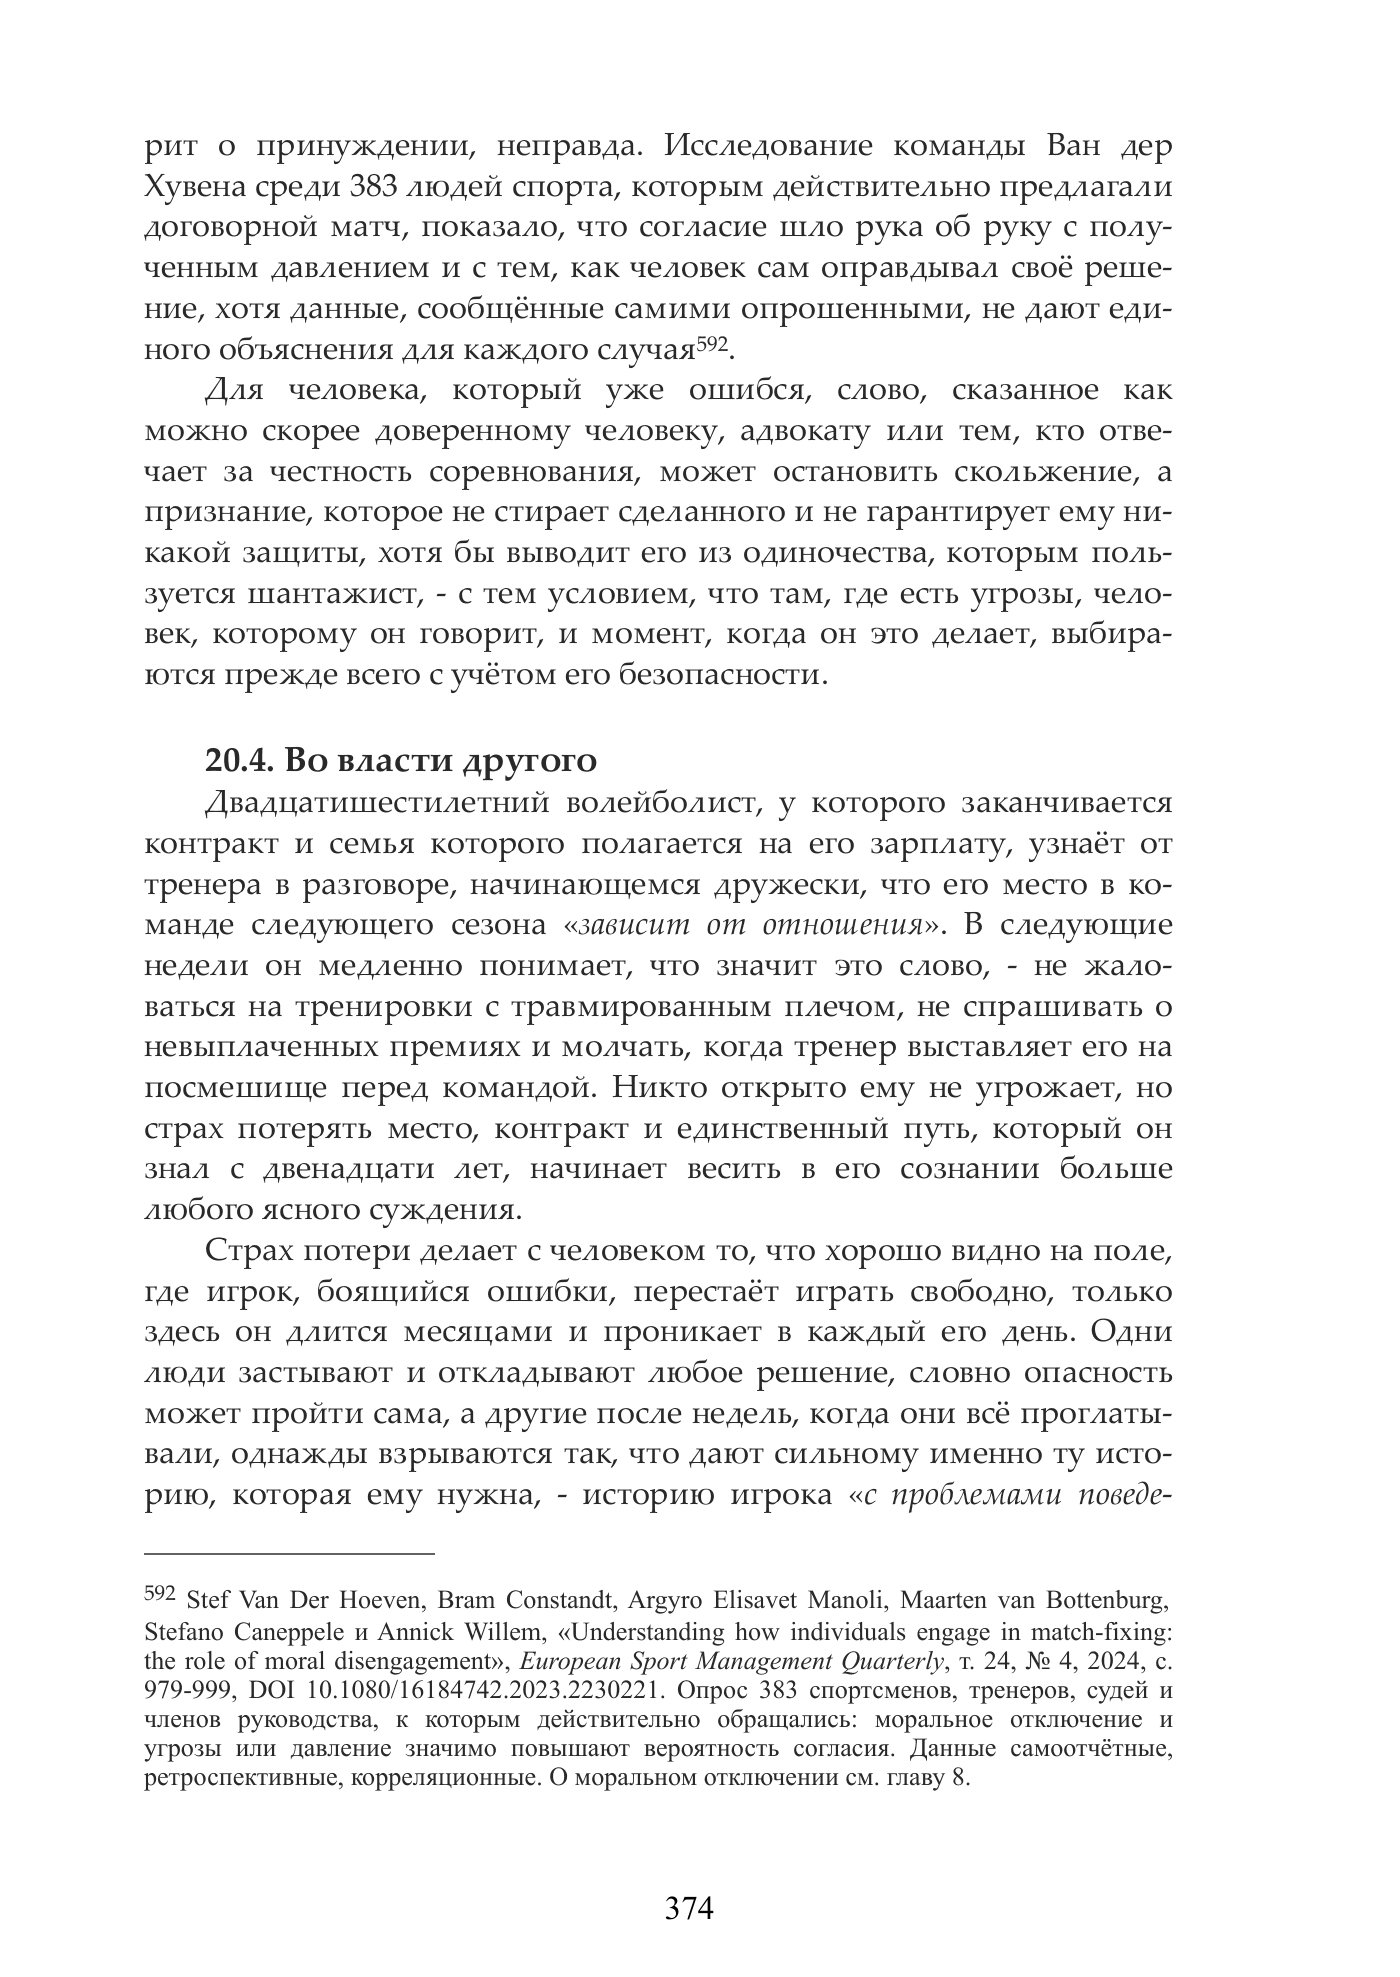 рит о принуждении, неправда. Исследование команды Ван дер
Хувена среди 383 людей спорта, которым действительно предлагали
договорной матч, показало, что согласие шло рука об руку с полу-
ченным давлением и с тем, как человек сам оправдывал своё реше-
ние, хотя данные, сообщённые самими опрошенными, не дают еди-
ного объяснения для каждого случая592.
Для человека, который уже ошибся, слово, сказанное как
можно скорее доверенному человеку, адвокату или тем, кто отве-
чает за честность соревнования, может остановить скольжение, а
признание, которое не стирает сделанного и не гарантирует ему ни-
какой защиты, хотя бы выводит его из одиночества, которым поль-
зуется шантажист, - с тем условием, что там, где есть угрозы, чело-
век, которому он говорит, и момент, когда он это делает, выбира-
ются прежде всего с учётом его безопасности.
20.4. Во власти другого
Двадцатишестилетний волейболист, у которого заканчивается
контракт и семья которого полагается на его зарплату, узнаёт от
тренера в разговоре, начинающемся дружески, что его место в ко-
манде следующего сезона «зависит от отношения». В следующие
недели он медленно понимает, что значит это слово, - не жало-
ваться на тренировки с травмированным плечом, не спрашивать о
невыплаченных премиях и молчать, когда тренер выставляет его на
посмешище перед командой. Никто открыто ему не угрожает, но
страх потерять место, контракт и единственный путь, который он
знал с двенадцати лет, начинает весить в его сознании больше
любого ясного суждения.
Страх потери делает с человеком то, что хорошо видно на поле,
где игрок, боящийся ошибки, перестаёт играть свободно, только
здесь он длится месяцами и проникает в каждый его день. Одни
люди застывают и откладывают любое решение, словно опасность
может пройти сама, а другие после недель, когда они всё проглаты-
вали, однажды взрываются так, что дают сильному именно ту исто-
рию, которая ему нужна, - историю игрока «с проблемами поведе-
592 Stef Van Der Hoeven, Bram Constandt, Argyro Elisavet Manoli, Maarten van Bottenburg,
Stefano Caneppele и Annick Willem, «Understanding how individuals engage in match-fixing:
the role of moral disengagement», European Sport Management Quarterly, т. 24, № 4, 2024, с.
979-999, DOI 10.1080/16184742.2023.2230221. Опрос 383 спортсменов, тренеров, судей и
членов руководства, к которым действительно обращались: моральное отключение и
угрозы или давление значимо повышают вероятность согласия. Данные самоотчётные,
ретроспективные, корреляционные. О моральном отключении см. главу 8.
374